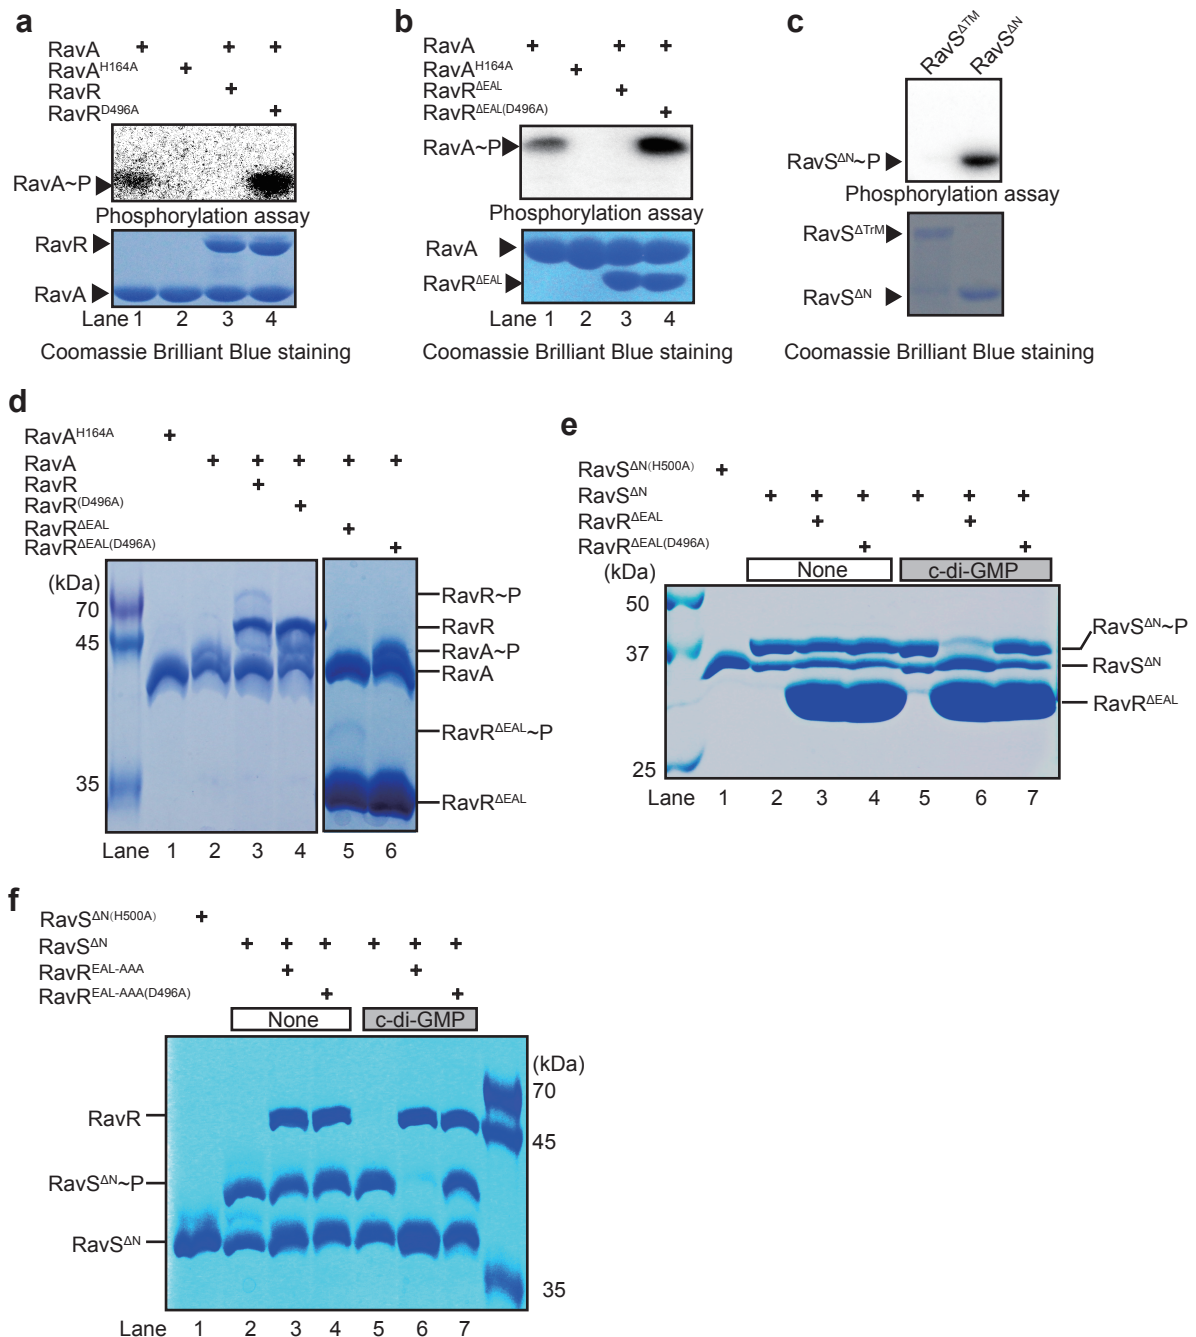 a
RavA + + +
RavA^H164A +
RavR +
RavR^D496A +
RavA~P
Phosphorylation assay
RavR
RavA
Lane 1 2 3 4
Coomassie Brilliant Blue staining
b
RavA + + +
RavA^H164A +
RavR^ΔEAL +
RavR^ΔEAL(D496A) +
RavA~P
Phosphorylation assay
RavA
RavR^ΔEAL
Lane 1 2 3 4
Coomassie Brilliant Blue staining
c
RavS^ΔTM RavS^ΔN
RavS^ΔN~P
Phosphorylation assay
RavS^ΔTrM
RavS^ΔN
Coomassie Brilliant Blue staining
d
RavA^H164A +
RavA + + + + +
RavR +
RavR^(D496A) +
RavR^ΔEAL +
RavR^ΔEAL(D496A) +
(kDa)
70
45
35
RavR~P
RavR
RavA~P
RavA
RavR^ΔEAL~P
RavR^ΔEAL
Lane 1 2 3 4 5 6
e
RavS^ΔN(H500A) +
RavS^ΔN + + + + + +
RavR^ΔEAL + +
RavR^ΔEAL(D496A) + +
None c-di-GMP
(kDa)
50
37
25
RavS^ΔN~P
RavS^ΔN
RavR^ΔEAL
Lane 1 2 3 4 5 6 7
f
RavS^ΔN(H500A) +
RavS^ΔN + + + + + +
RavR^EAL-AAA + +
RavR^EAL-AAA(D496A) + +
None c-di-GMP
(kDa)
70
45
35
RavR
RavS^ΔN~P
RavS^ΔN
Lane 1 2 3 4 5 6 7